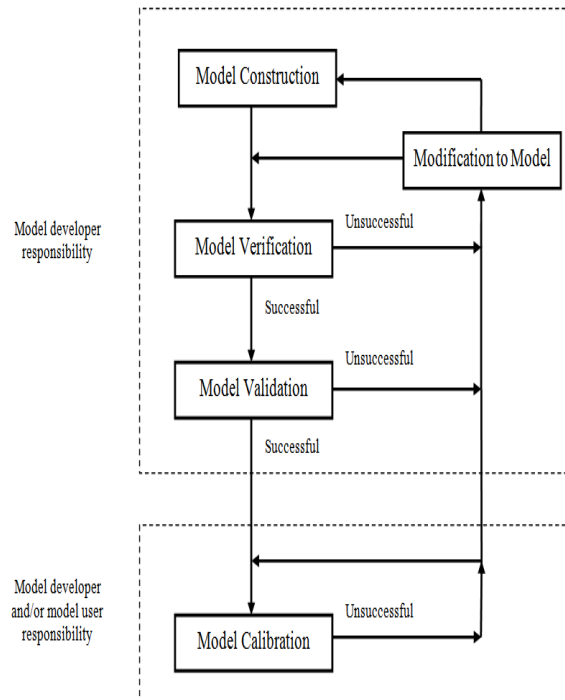 Model Construction
Modification to Model
Model developer
responsibility
Unsuccessful
Model Verification
Successful
Unsuccessful
Model Validation
Successful
Model developer
and/or model user
responsibility
Unsuccessful
Model Calibration